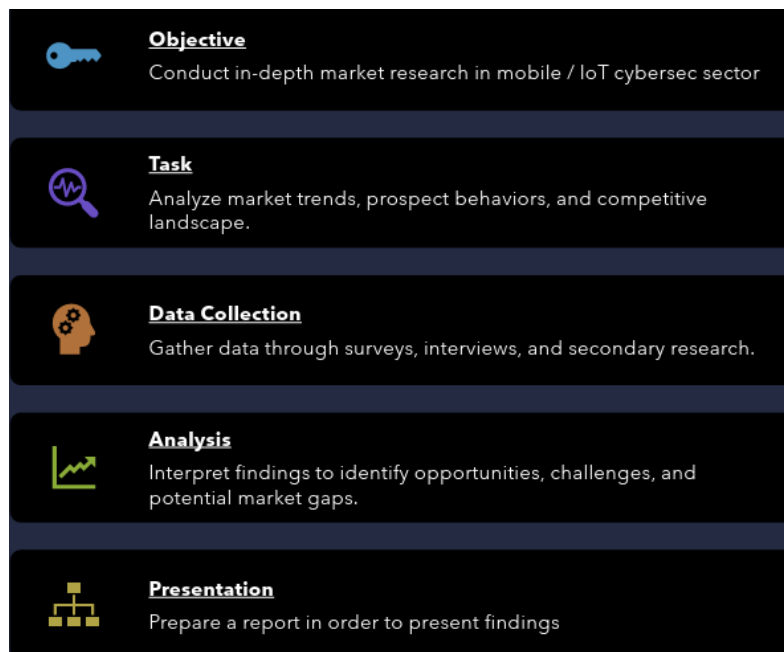 Objective
Conduct in-depth market research in mobile / IoT cybersec sector
Task
Analyze market trends, prospect behaviors, and competitive
landscape.
Data Collection
Gather data through surveys, interviews, and secondary research.
Analysis
Interpret findings to identify opportunities, challenges, and
potential market gaps.
Presentation
Prepare a report in order to present findings